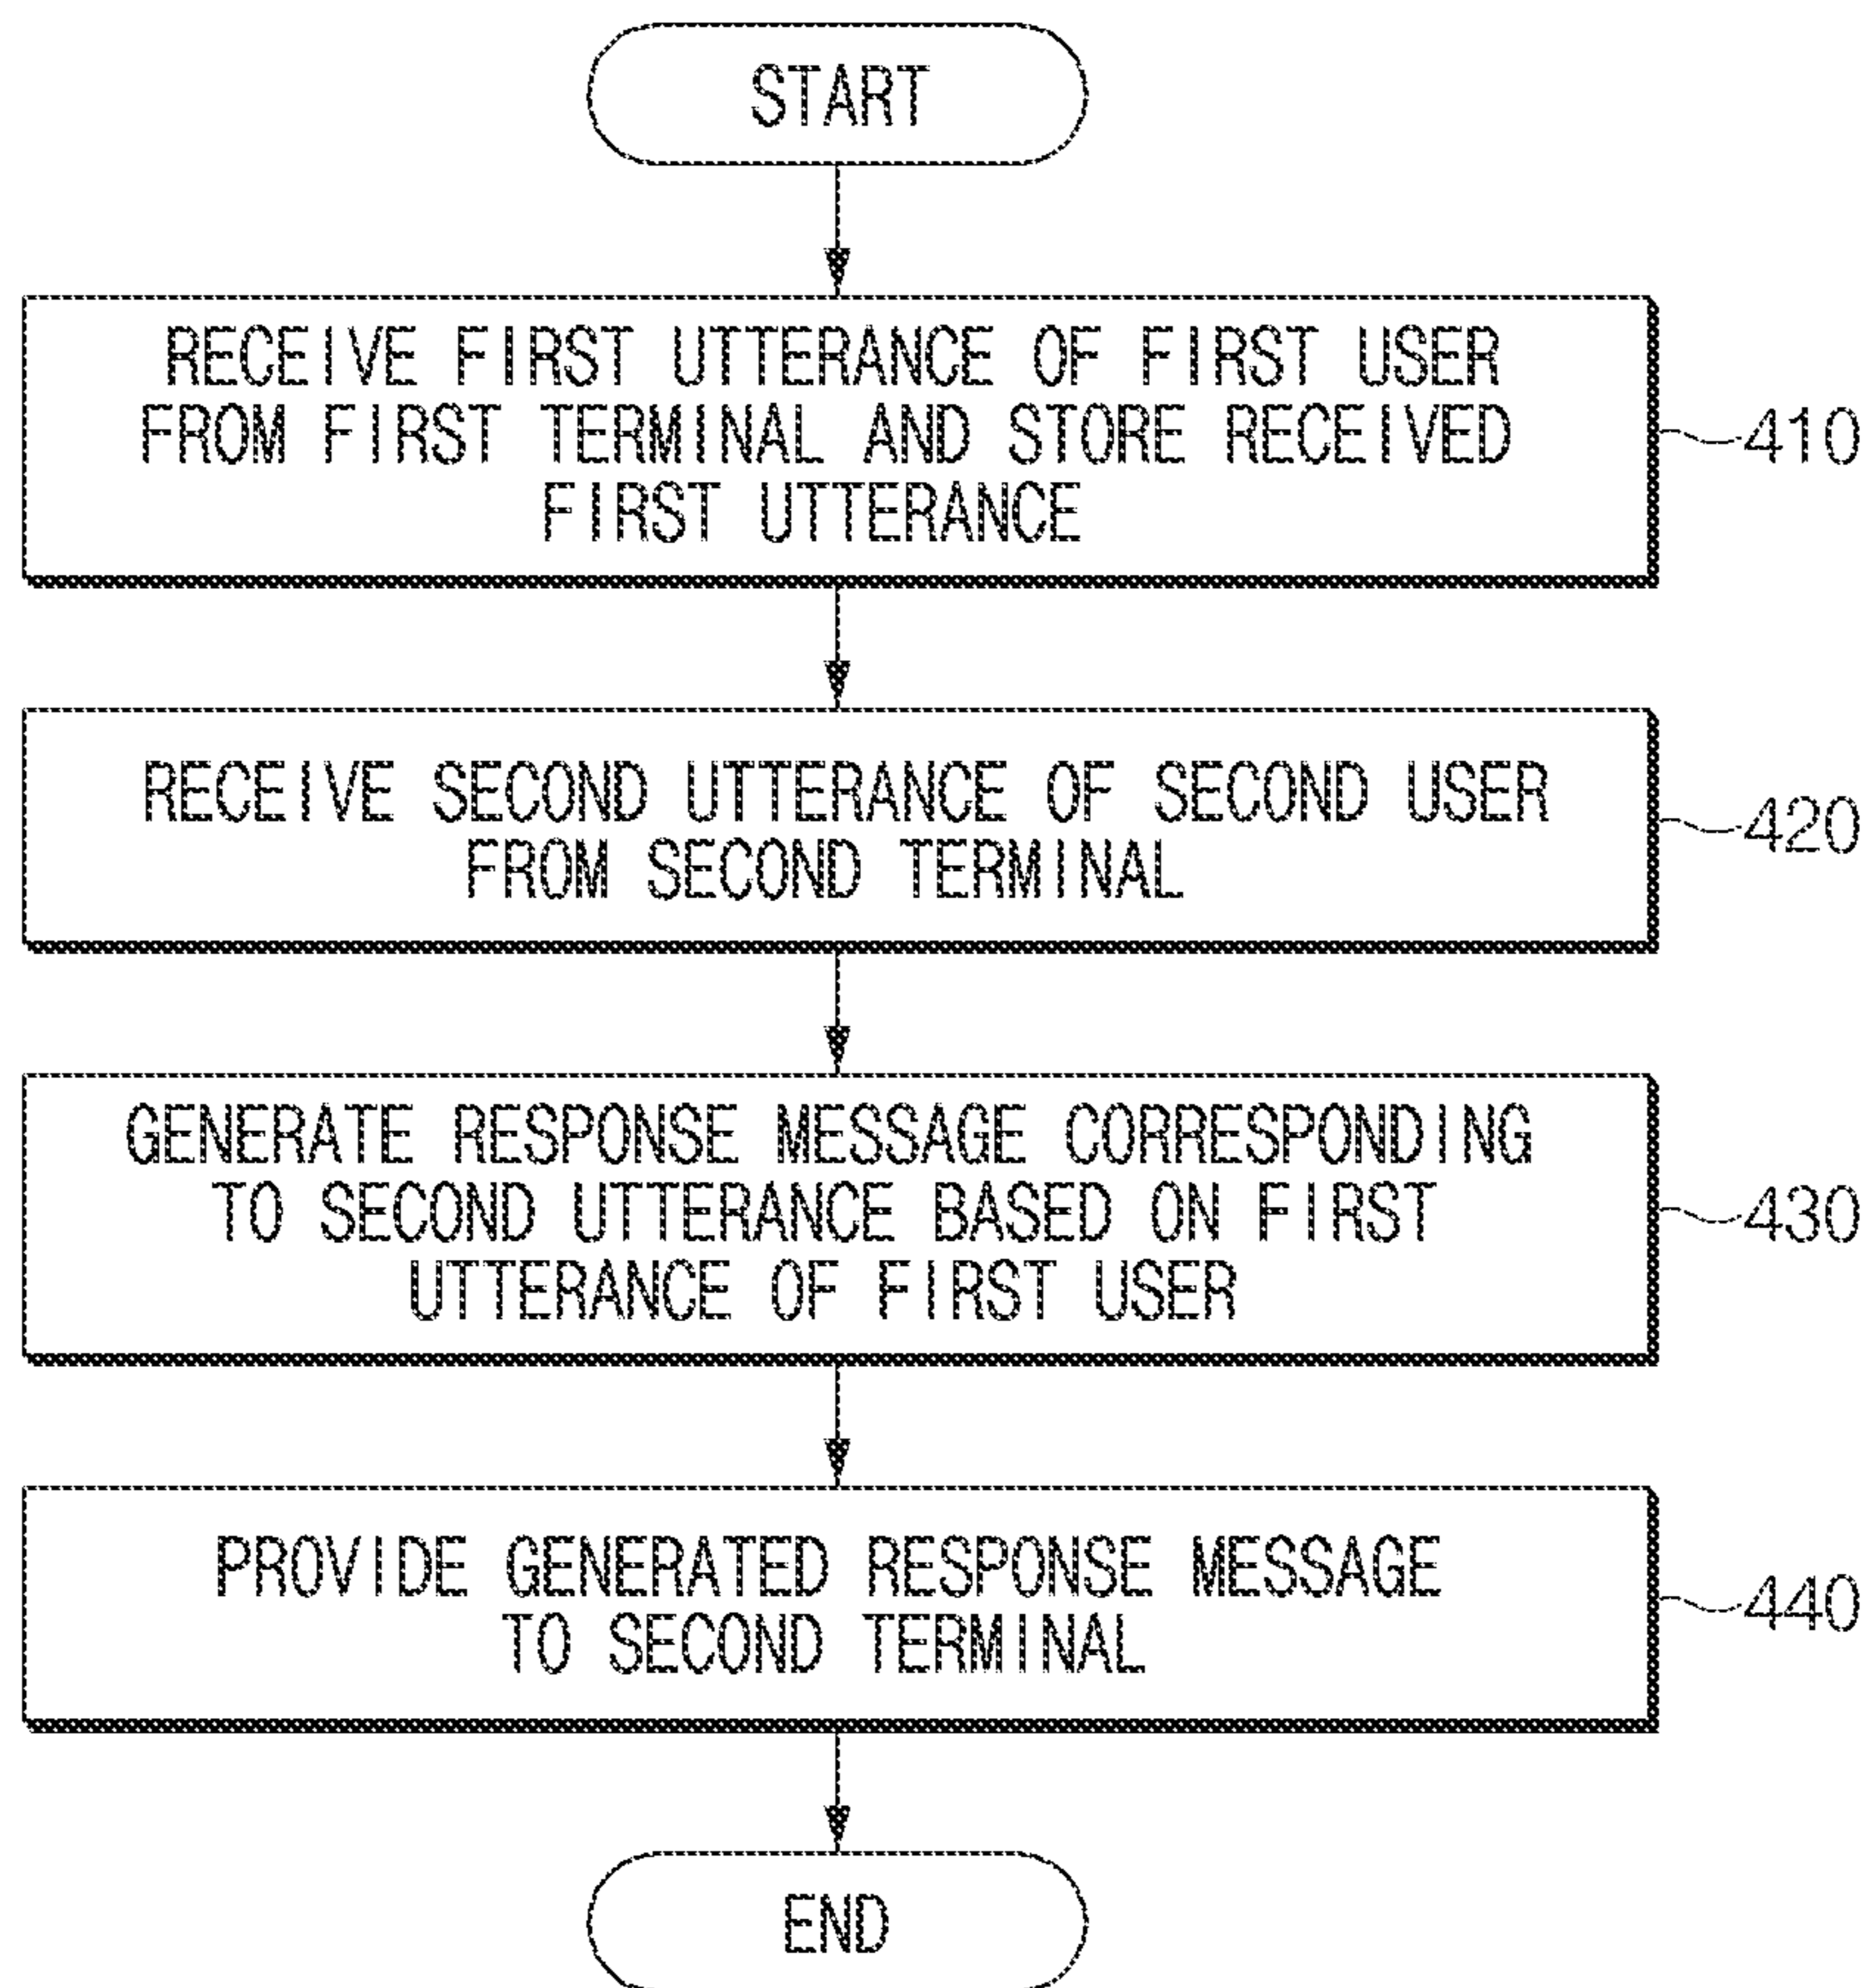 START
RECEIVE FIRST UTTERANCE OF FIRST USER
FROM FIRST TERMINAL AND STORE RECEIVED
FIRST UTTERANCE
410
RECEIVE SECOND UTTERANCE OF SECOND USER
FROM SECOND TERMINAL
420
GENERATE RESPONSE MESSAGE CORRESPONDING
TO SECOND UTTERANCE BASED ON FIRST
UTTERANCE OF FIRST USER
430
PROVIDE GENERATED RESPONSE MESSAGE
TO SECOND TERMINAL
440
END